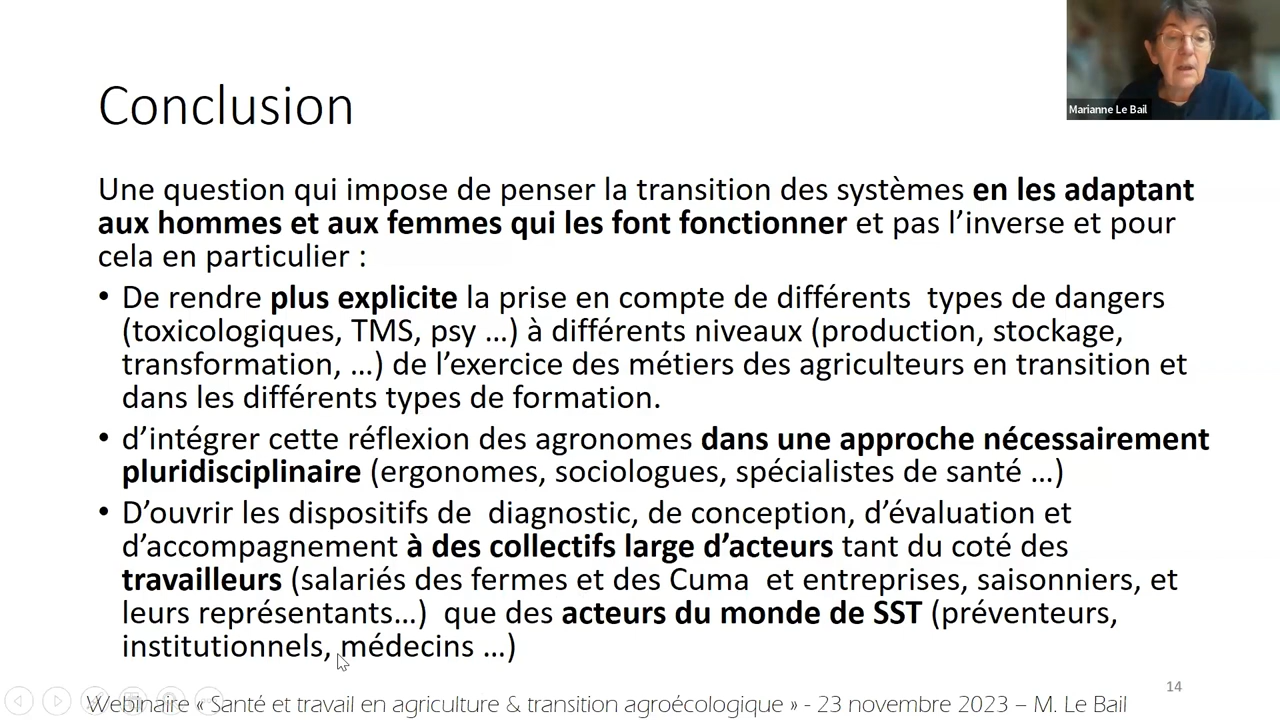 Marianne Le Bail
Conclusion
Une question qui impose de penser la transition des systèmes en les adaptant
aux hommes et aux femmes qui les font fonctionner et pas l’inverse et pour
cela en particulier :
• De rendre plus explicite la prise en compte de différents  types de dangers
(toxicologiques, TMS, psy …) à différents niveaux (production, stockage,
transformation, …) de l’exercice des métiers des agriculteurs en transition et
dans les différents types de formation.
• d’intégrer cette réflexion des agronomes dans une approche nécessairement
pluridisciplinaire (ergonomes, sociologues, spécialistes de santé …)
• D’ouvrir les dispositifs de  diagnostic, de conception, d’évaluation et
d’accompagnement à des collectifs large d’acteurs tant du coté des
travailleurs (salariés des fermes et des Cuma  et entreprises, saisonniers, et
leurs représentants…)  que des acteurs du monde de SST (préventeurs,
institutionnels, médecins …)
14
Webinaire « Santé et travail en agriculture & transition agroécologique » - 23 novembre 2023 – M. Le Bail